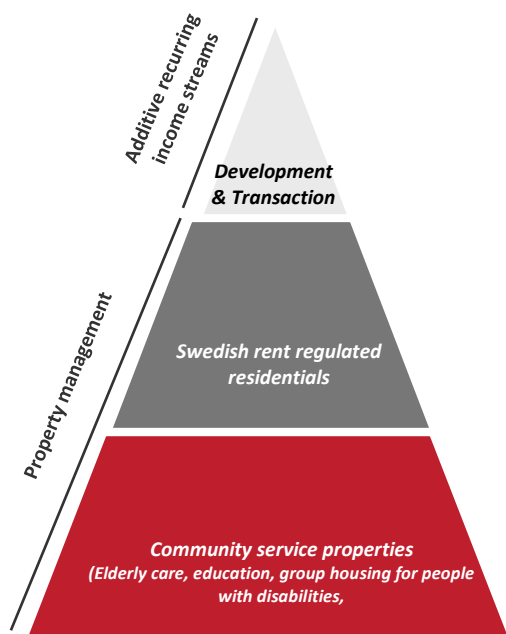 Additive recurring
income streams
Development
& Transaction
Property management
Swedish rent regulated
residentials
Community service properties
(Elderly care, education, group housing for people
with disabilities,